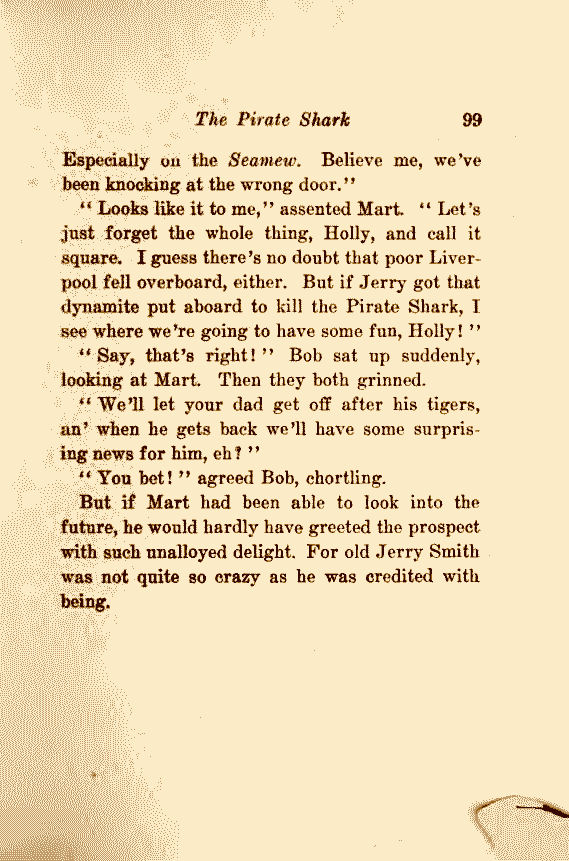 The Pirate Shark 99
Especially on the Seamew. Believe me, we've
been knocking at the wrong door."
"Looks like it to me," assented Mart. "Let's
just forget the whole thing, Holly, and call it
square. I guess there's no doubt that poor Liver-
pool fell overboard, either. But if Jerry got that
dynamite put aboard to kill the Pirate Shark, I
see where we're going to have some fun, Holly!"
"Say, that's right!" Bob sat up suddenly,
looking at Mart. Then they both grinned.
"We'll let your dad get off after his tigers,
an' when he gets back we'll have some surpris-
ing news for him, eh?"
"You bet!" agreed Bob, chortling.
But if Mart had been able to look into the
future, he would hardly have greeted the prospect
with such unalloyed delight. For old Jerry Smith
was not quite so crazy as he was credited with
being.